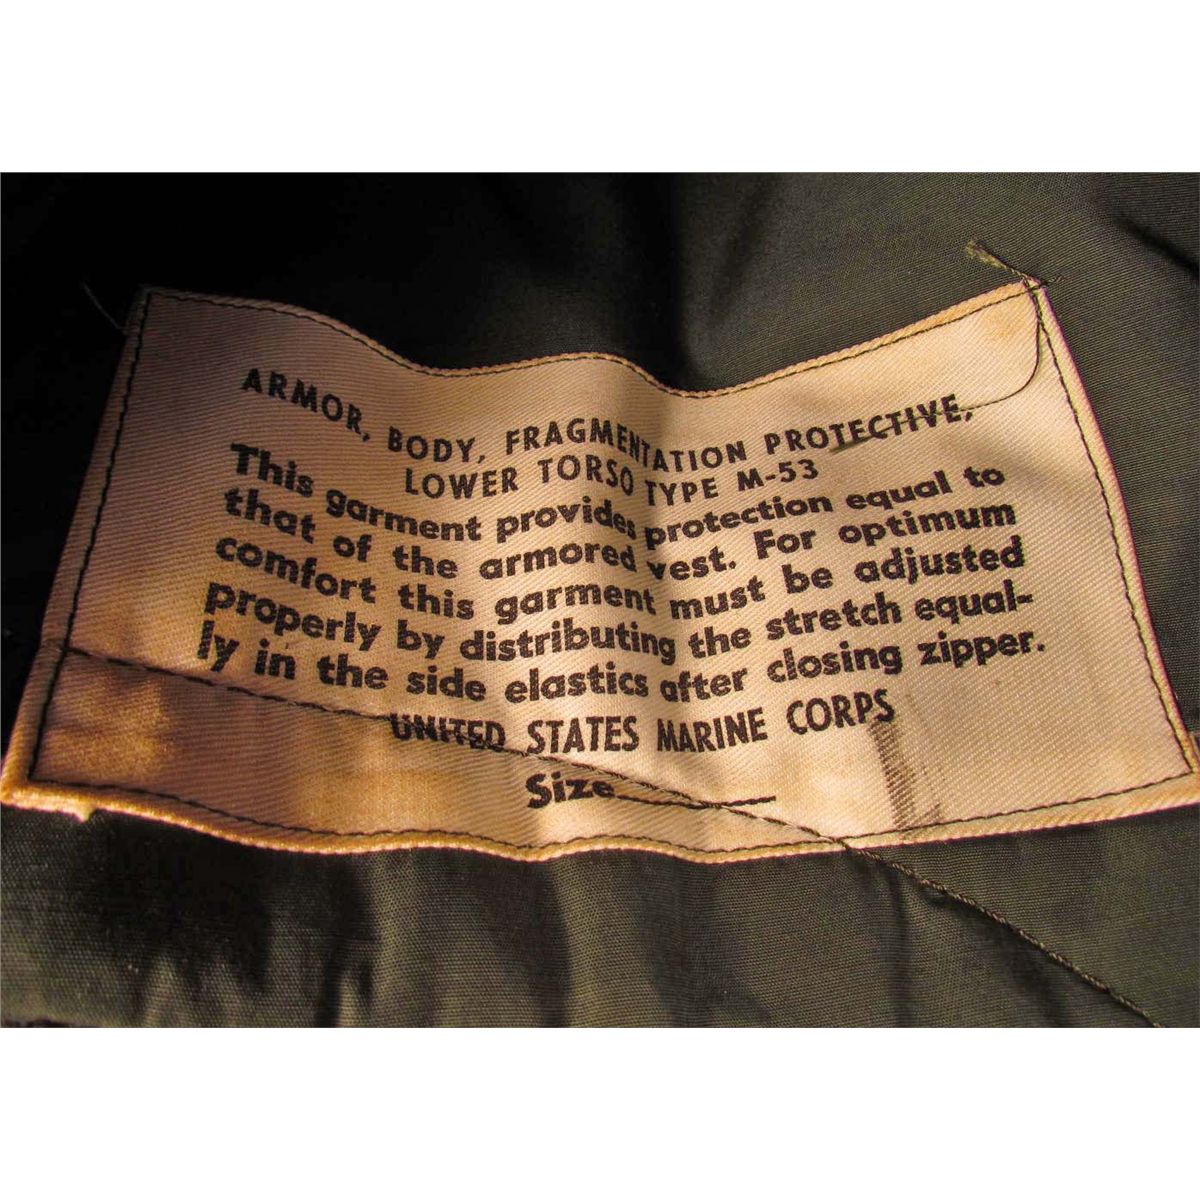 ARMOR, BODY, FRAGMENTATION PROTECTIVE,
LOWER TORSO TYPE M-53
This garment provides protection equal to
that of the armored vest. For optimum
comfort this garment must be adjusted
properly by distributing the stretch equal-
ly in the side elastics after closing zipper.
UNITED STATES MARINE CORPS
Size